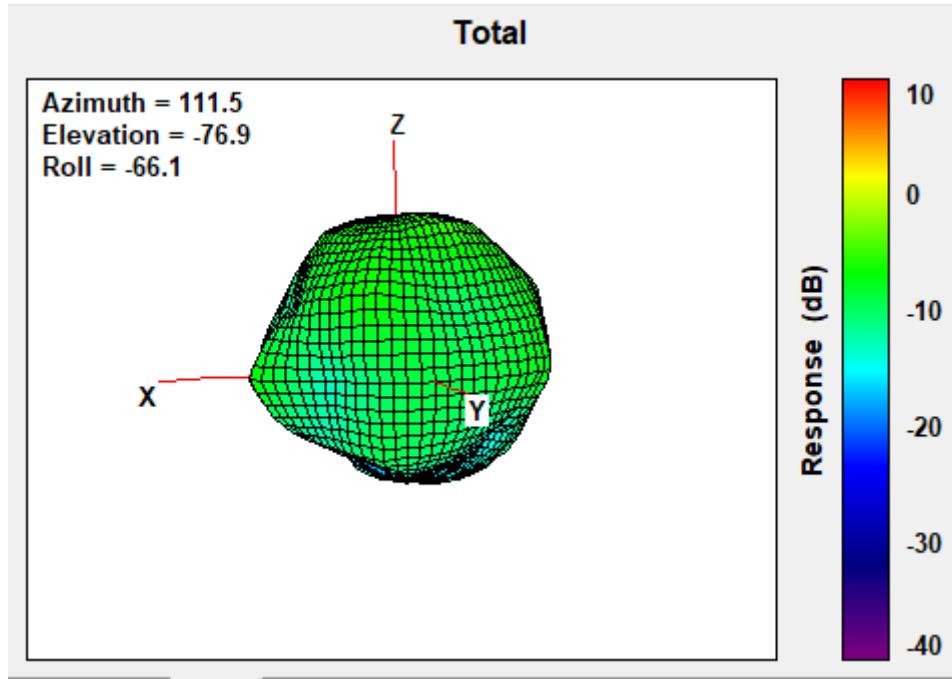 Total
Azimuth = 111.5
Elevation = -76.9
Roll = -66.1
Z
X
Y
10
0
-10
-20
-30
-40
Response (dB)